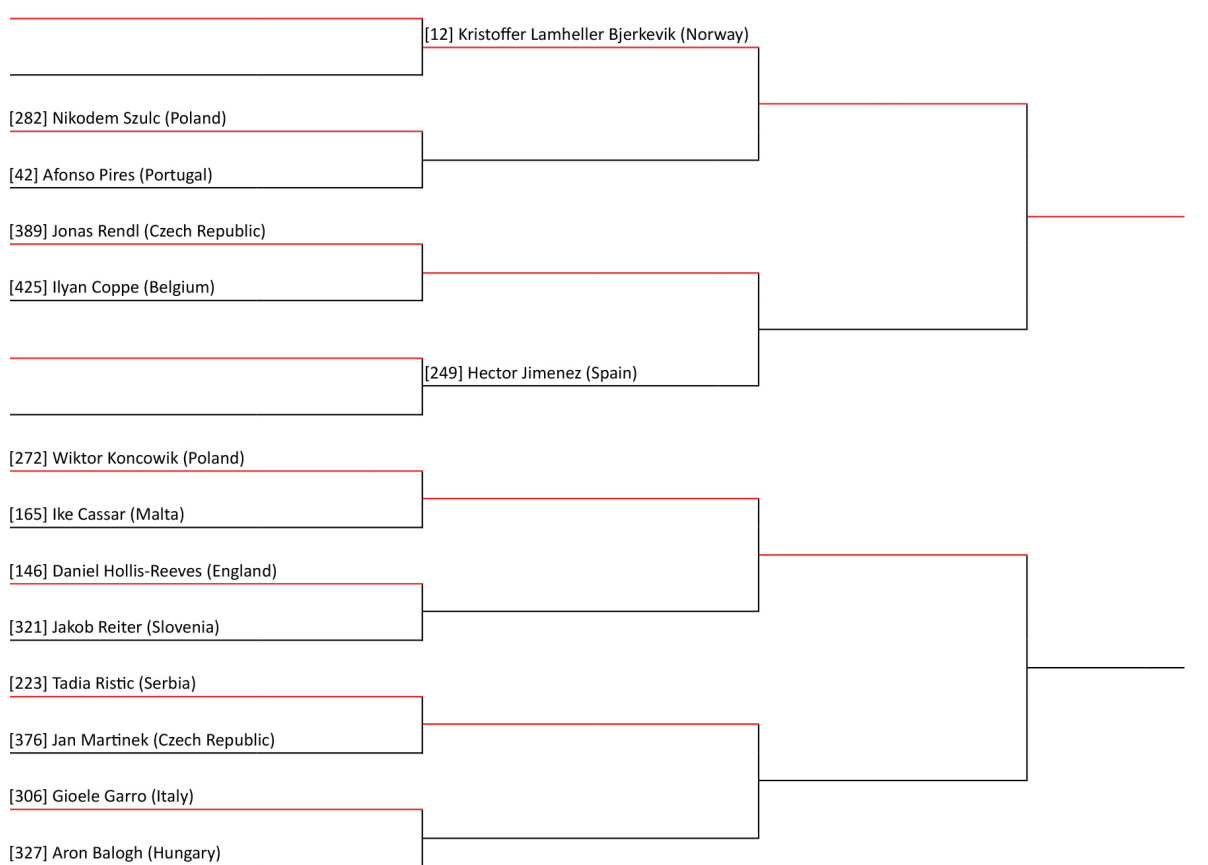 [12] Kristoffer Lamheller Bjerkevik (Norway)
[282] Nikodem Szulc (Poland)
[42] Afonso Pires (Portugal)
[389] Jonas Rendl (Czech Republic)
[425] Ilyan Coppe (Belgium)
[249] Hector Jimenez (Spain)
[272] Wiktor Koncowik (Poland)
[165] Ike Cassar (Malta)
[146] Daniel Hollis-Reeves (England)
[321] Jakob Reiter (Slovenia)
[223] Tadia Ristic (Serbia)
[376] Jan Martinek (Czech Republic)
[306] Gioele Garro (Italy)
[327] Aron Balogh (Hungary)